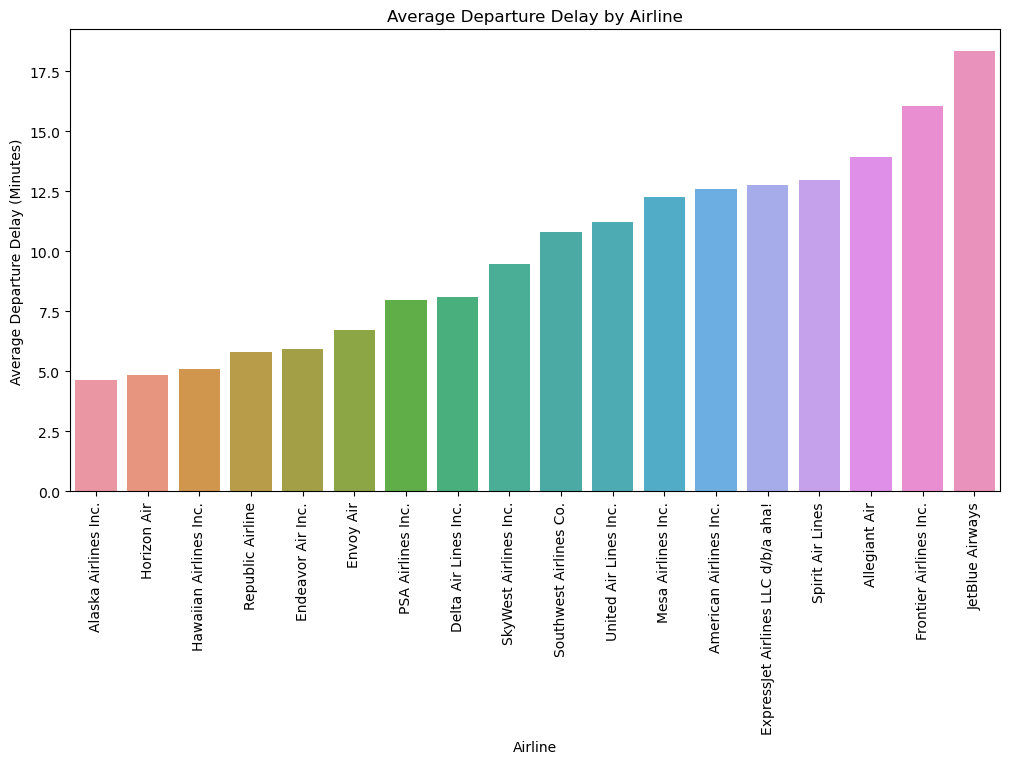 Average Departure Delay by Airline
Average Departure Delay (Minutes)
17.5
15.0
12.5
10.0
7.5
5.0
2.5
0.0
Alaska Airlines Inc.
Horizon Air
Hawaiian Airlines Inc.
Republic Airline
Endeavor Air Inc.
Envoy Air
PSA Airlines Inc.
Delta Air Lines Inc.
SkyWest Airlines Inc.
Southwest Airlines Co.
United Air Lines Inc.
Mesa Airlines Inc.
American Airlines Inc.
ExpressJet Airlines LLC d/b/a aha!
Spirit Air Lines
Allegiant Air
Frontier Airlines Inc.
JetBlue Airways
Airline